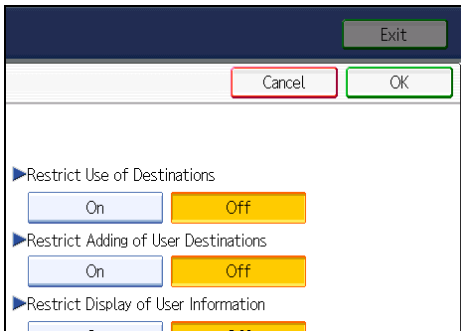 Exit
Cancel OK
Restrict Use of Destinations
On Off
Restrict Adding of User Destinations
On Off
Restrict Display of User Information